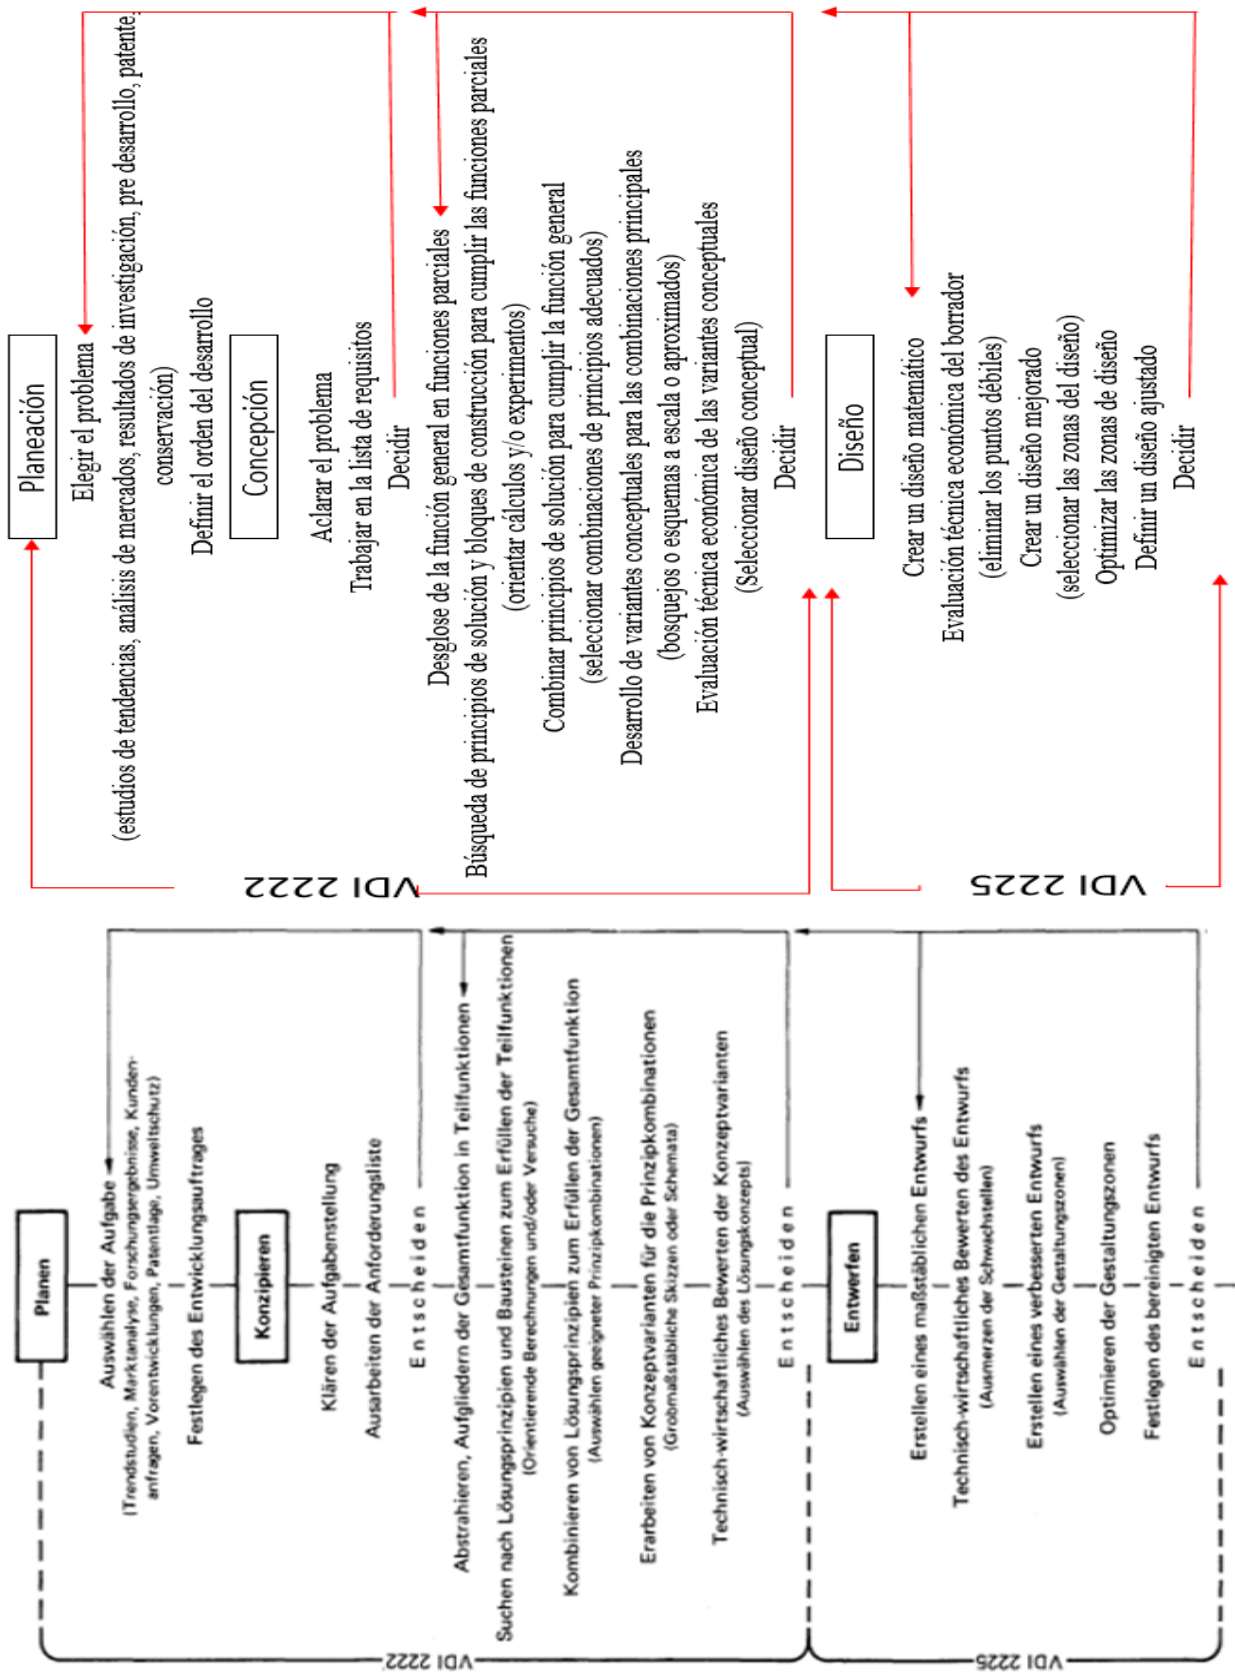 Planen
Auswählen der Aufgabe
(Trendstudien, Marktanalyse, Forschungsergebnisse, Kunden-
anfragen, Vorentwicklungen, Patentlage, Umweltschutz)
Festlegen des Entwicklungsauftrages
Konzipieren
Klären der Aufgabenstellung
Ausarbeiten der Anforderungsliste
Entscheiden
Abstrahieren, Aufgliedern der Gesamtfunktion in Teilfunktionen
Suchen nach Lösungsprinzipien und Bausteinen zum Erfüllen der Teilfunktionen
(Orientierende Berechnungen und/oder Versuche)
Kombinieren von Lösungsprinzipien zum Erfüllen der Gesamtfunktion
(Auswählen geeigneter Prinzipkombinationen)
Erarbeiten von Konzeptvarianten für die Prinzipkombinationen
(Grobmaßstäbliche Skizzen oder Schemata)
Technisch-wirtschaftliches Bewerten der Konzeptvarianten
(Auswählen des Lösungskonzepts)
Entscheiden
VDI 2222
Entwerfen
Erstellen eines maßstäblichen Entwurfs
Technisch-wirtschaftliches Bewerten des Entwurfs
(Ausmerzen der Schwachstellen)
Erstellen eines verbesserten Entwurfs
(Auswählen der Gestaltungszonen)
Optimieren der Gestaltungszonen
Festlegen des bereinigten Entwurfs
Entscheiden
VDI 2225
Planeación
Elegir el problema
(estudios de tendencias, análisis de mercados, resultados de investigación, pre desarrollo, patente,
conservación)
Definir el orden del desarrollo
Concepción
Aclarar el problema
Trabajar en la lista de requisitos
Decidir
Desglose de la función general en funciones parciales
Búsqueda de principios de solución y bloques de construcción para cumplir las funciones parciales
(orientar cálculos y/o experimentos)
Combinar principios de solución para cumplir la función general
(seleccionar combinaciones de principios adecuados)
Desarrollo de variantes conceptuales para las combinaciones principales
(bosquejos o esquemas a escala o aproximados)
Evaluación técnica económica de las variantes conceptuales
(Seleccionar diseño conceptual)
Decidir
VDI 2222
Diseño
Crear un diseño matemático
Evaluación técnica económica del borrador
(eliminar los puntos débiles)
Crear un diseño mejorado
(seleccionar las zonas del diseño)
Optimizar las zonas de diseño
Definir un diseño ajustado
Decidir
VDI 2225